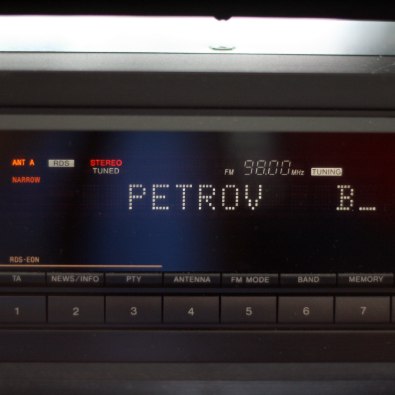 ANT A RDS STEREO FM 98.00 MHz TUNING
NARROW TUNED
PETROV B_
RDS-EON
TA NEWS/INFO PTY ANTENNA FM MODE BAND MEMORY
1 2 3 4 5 6 7